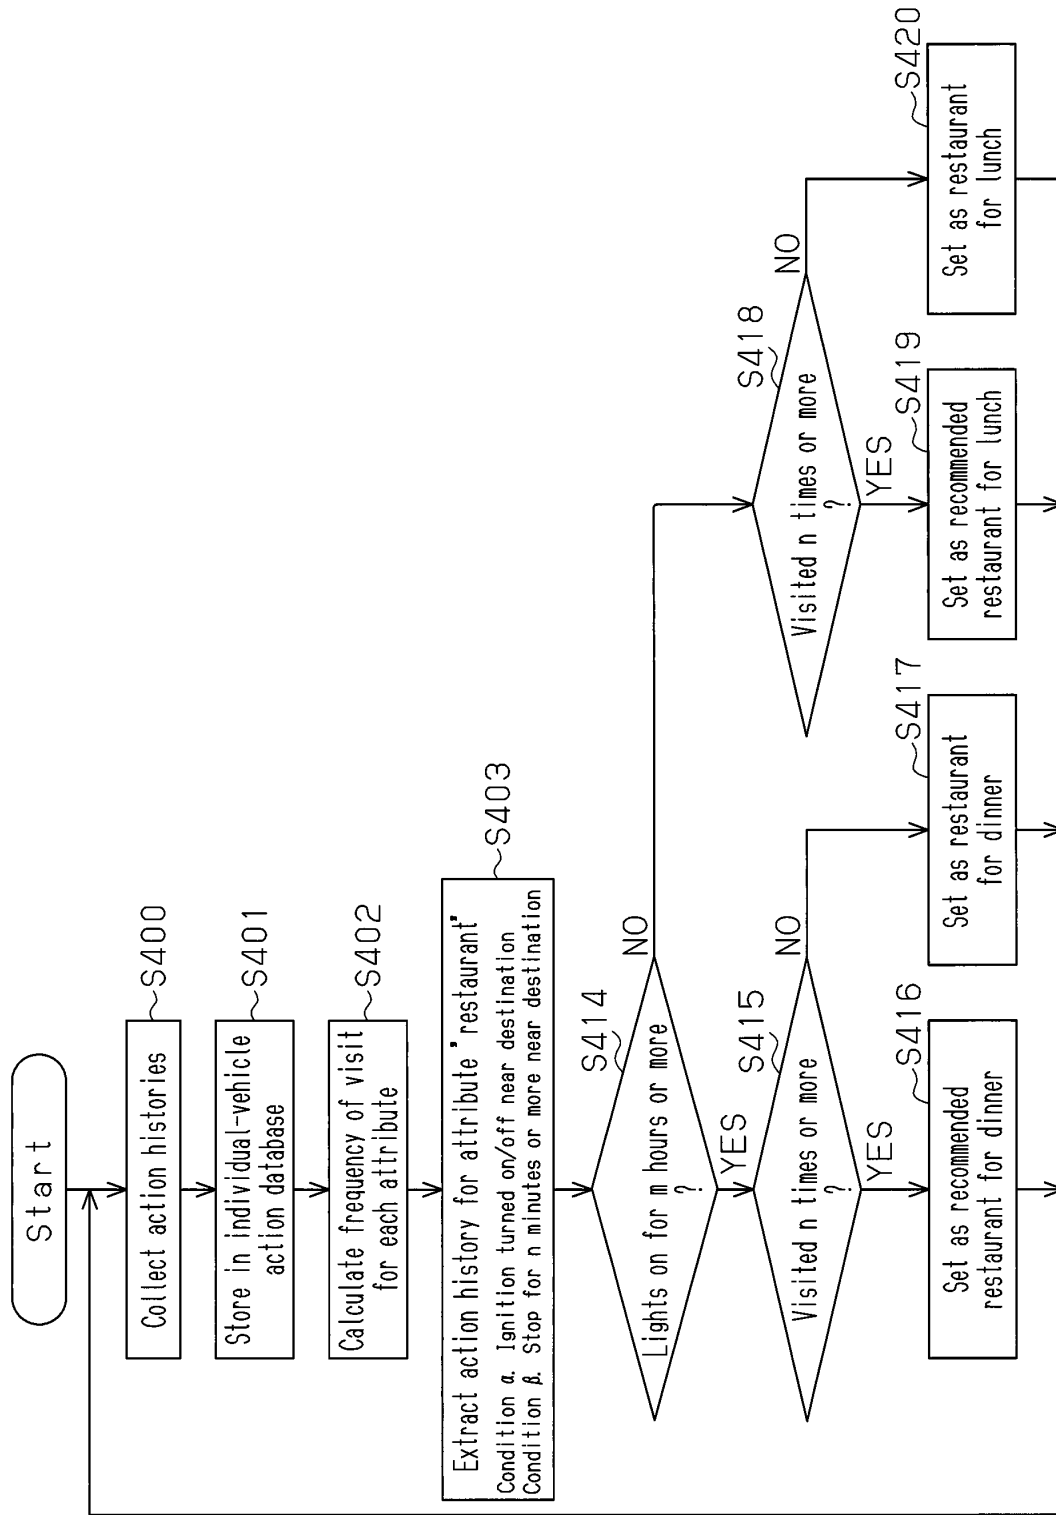 Start
Collect action histories
S400
Store in individual-vehicle
action database
S401
Calculate frequency of visit
for each attribute
S402
Extract action history for attribute "restaurant"
Condition α. Ignition turned on/off near destination
Condition β. Stop for n minutes or more near destination
S403
Lights on for m hours or more
?
S414
NO
YES
Visited n times or more
?
S415
NO
YES
Visited n times or more
?
S418
NO
YES
Set as recommended
restaurant for dinner
S416
Set as restaurant
for dinner
S417
Set as recommended
restaurant for lunch
S419
Set as restaurant
for lunch
S420